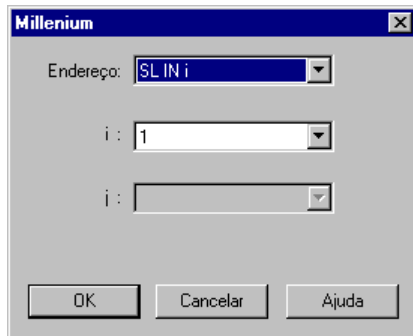 Millenium
Endereço: SL IN i
i : 1
j :
OK Cancelar Ajuda